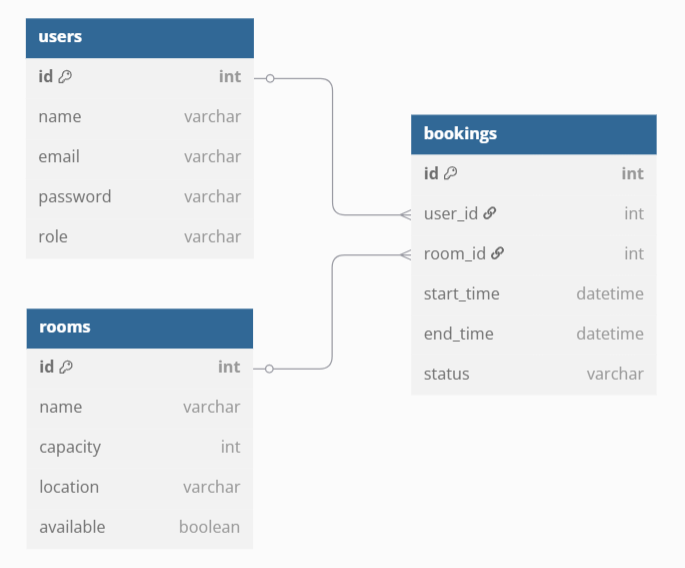 users
id int
name varchar
email varchar
password varchar
role varchar
rooms
id int
name varchar
capacity int
location varchar
available boolean
bookings
id int
user_id int
room_id int
start_time datetime
end_time datetime
status varchar